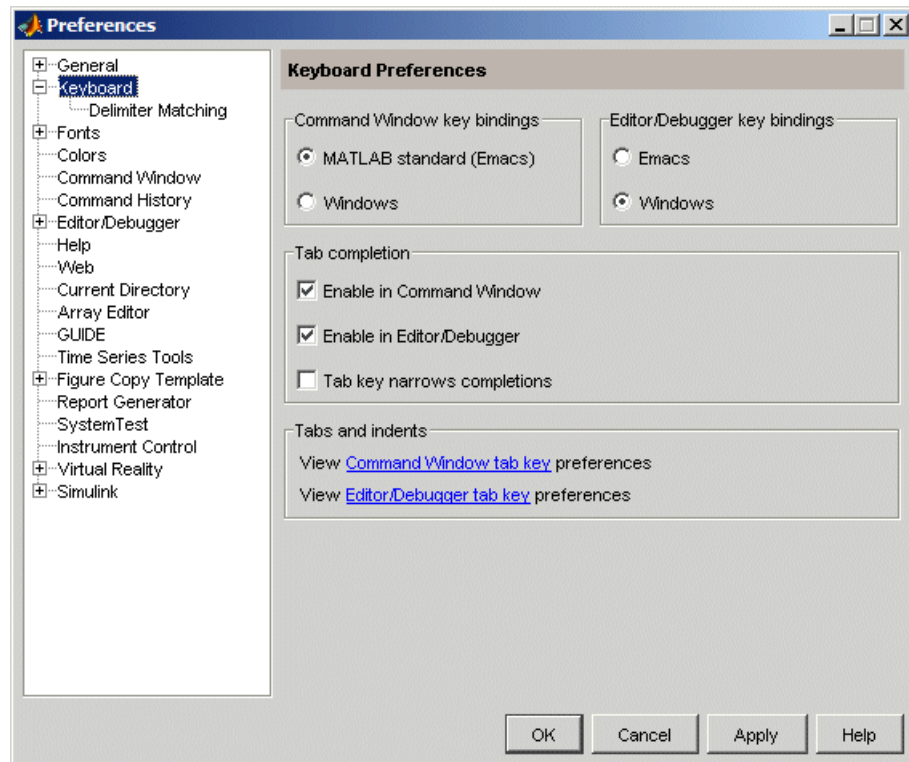 Preferences
General
Keyboard
Delimiter Matching
Fonts
Colors
Command Window
Command History
Editor/Debugger
Help
Web
Current Directory
Array Editor
GUIDE
Time Series Tools
Figure Copy Template
Report Generator
SystemTest
Instrument Control
Virtual Reality
Simulink
Keyboard Preferences
Command Window key bindings
MATLAB standard (Emacs)
Windows
Editor/Debugger key bindings
Emacs
Windows
Tab completion
Enable in Command Window
Enable in Editor/Debugger
Tab key narrows completions
Tabs and indents
View Command Window tab key preferences
View Editor/Debugger tab key preferences
OK
Cancel
Apply
Help